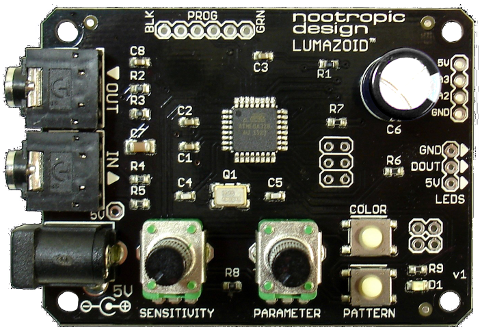 BLK PROG GRN
nootropic
design
LUMAZOID™
C8
R2
R3
C7
R4
R5
OUT
IN
C3
R1
C2
C1
C4
Q1
C5
R7
C6
R6
5V
A3
A2
GND
GND
DOUT
5V
LEDS
5V
5V
COLOR
R8
R9
D1
v1
SENSITIVITY
PARAMETER
PATTERN